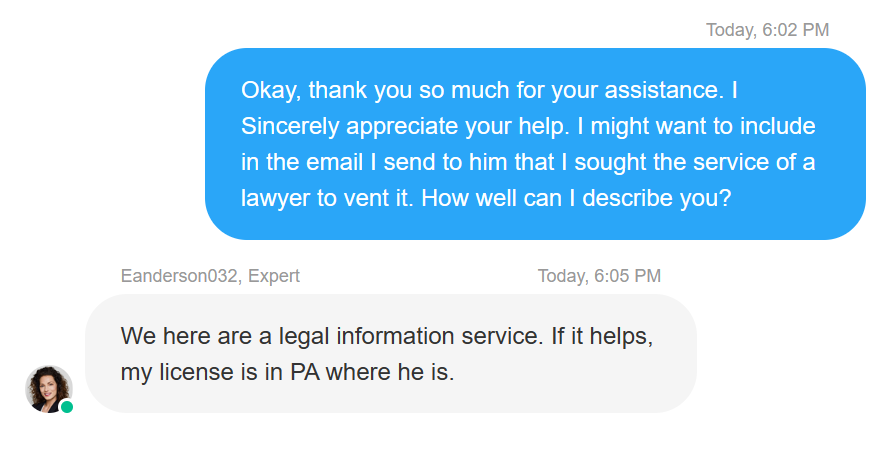 Today, 6:02 PM
Okay, thank you so much for your assistance. I
Sincerely appreciate your help. I might want to include
in the email I send to him that I sought the service of a
lawyer to vent it. How well can I describe you?
Eanderson032, Expert Today, 6:05 PM
We here are a legal information service. If it helps,
my license is in PA where he is.